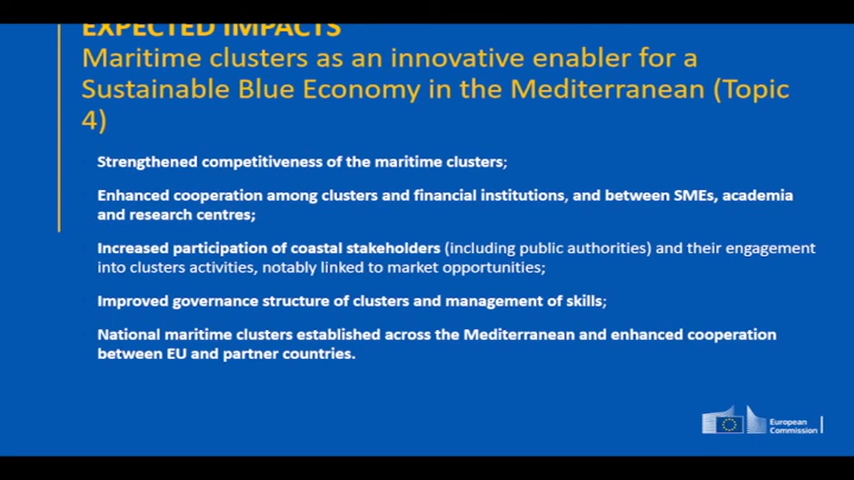 EXPECTED IMPACTS
Maritime clusters as an innovative enabler for a
Sustainable Blue Economy in the Mediterranean (Topic
4)
Strengthened competitiveness of the maritime clusters;
Enhanced cooperation among clusters and financial institutions, and between SMEs, academia
and research centres;
Increased participation of coastal stakeholders (including public authorities) and their engagement
into clusters activities, notably linked to market opportunities;
Improved governance structure of clusters and management of skills;
National maritime clusters established across the Mediterranean and enhanced cooperation
between EU and partner countries.
European
Commission